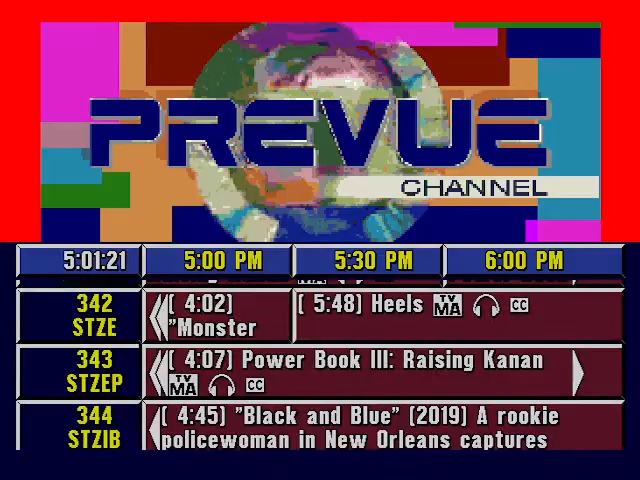 PREVUE
CHANNEL
5:01:21 5:00 PM 5:30 PM 6:00 PM
342 ( 4:02) ( 5:48) Heels TV MA CC
STZE "Monster
343 ( 4:07) Power Book III: Raising Kanan
STZEP TV MA CC
344 ( 4:45) "Black and Blue" (2019) A rookie
STZIB policewoman in New Orleans captures